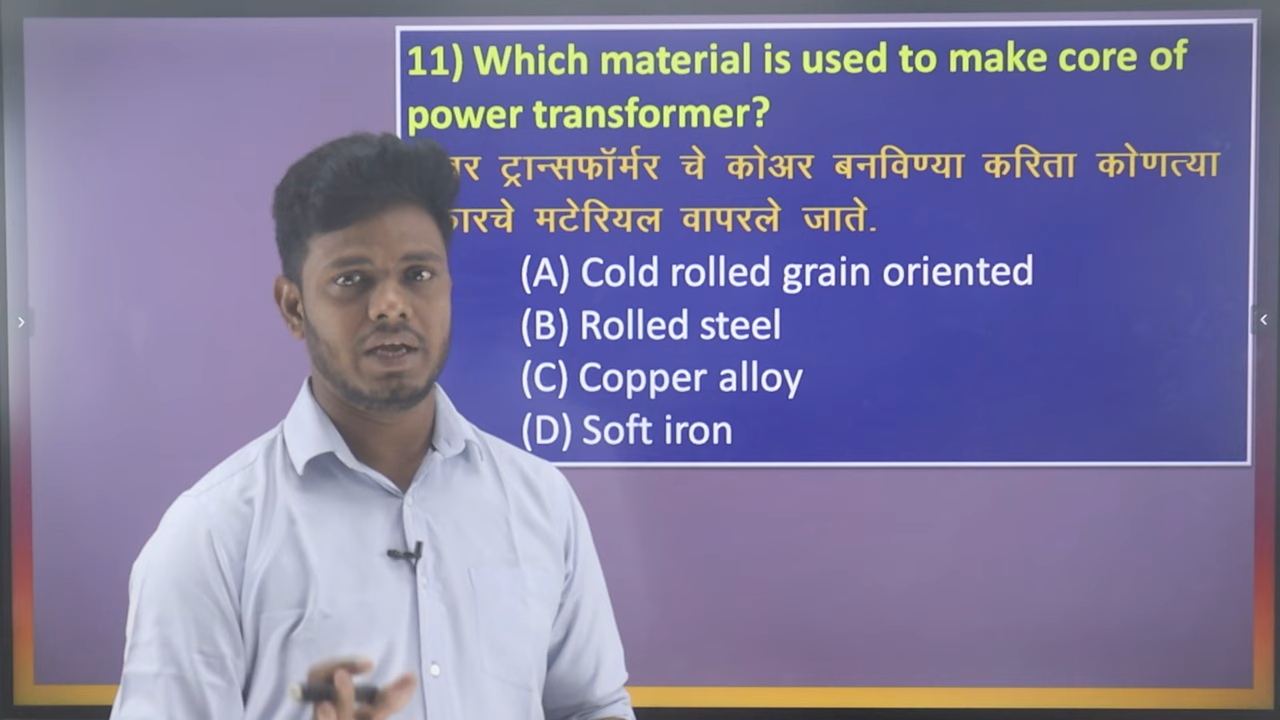 11) Which material is used to make core of
power transformer?
ट्रान्सफॉर्मर चे कोअर बनविण्या करिता कोणत्या
मटेरियल वापरले जाते.
(A) Cold rolled grain oriented
(B) Rolled steel
(C) Copper alloy
(D) Soft iron